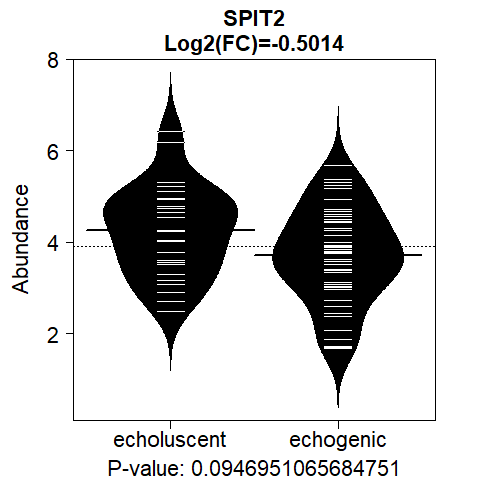 SPIT2
Log2(FC)=-0.5014
Abundance
8
6
4
2
echoluscent echogenic
P-value: 0.0946951065684751